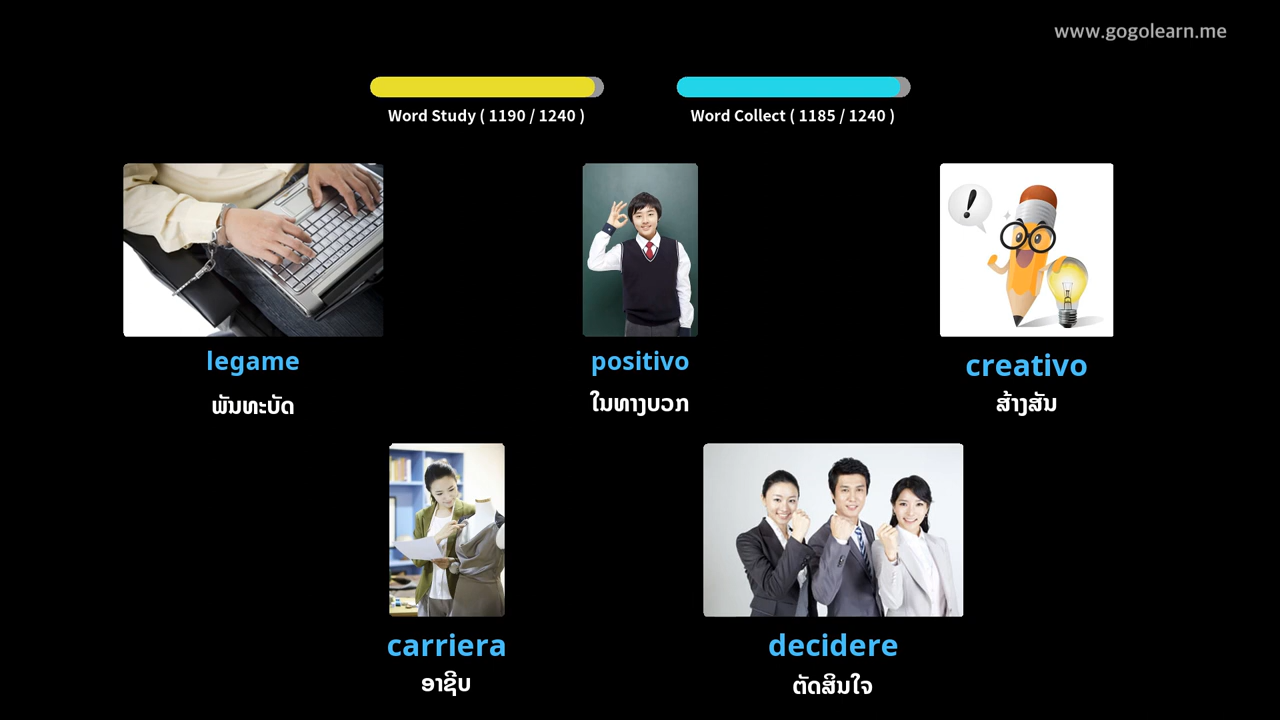 www.gogolearn.me
Word Study ( 1190 / 1240 )
Word Collect ( 1185 / 1240 )
legame
ພັນທະບັດ
positivo
ໃນທາງບວກ
creativo
ສ້າງສັນ
carriera
ອາຊີບ
decidere
ຕັດສິນໃຈ